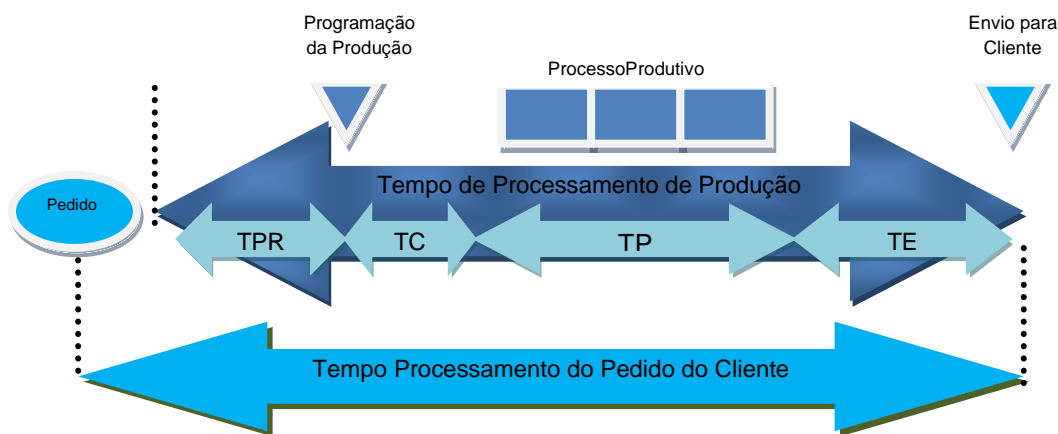 Programação
da Produção
Envio para
Cliente
ProcessoProdutivo
Pedido
Tempo de Processamento de Produção
TPR
TC
TP
TE
Tempo Processamento do Pedido do Cliente